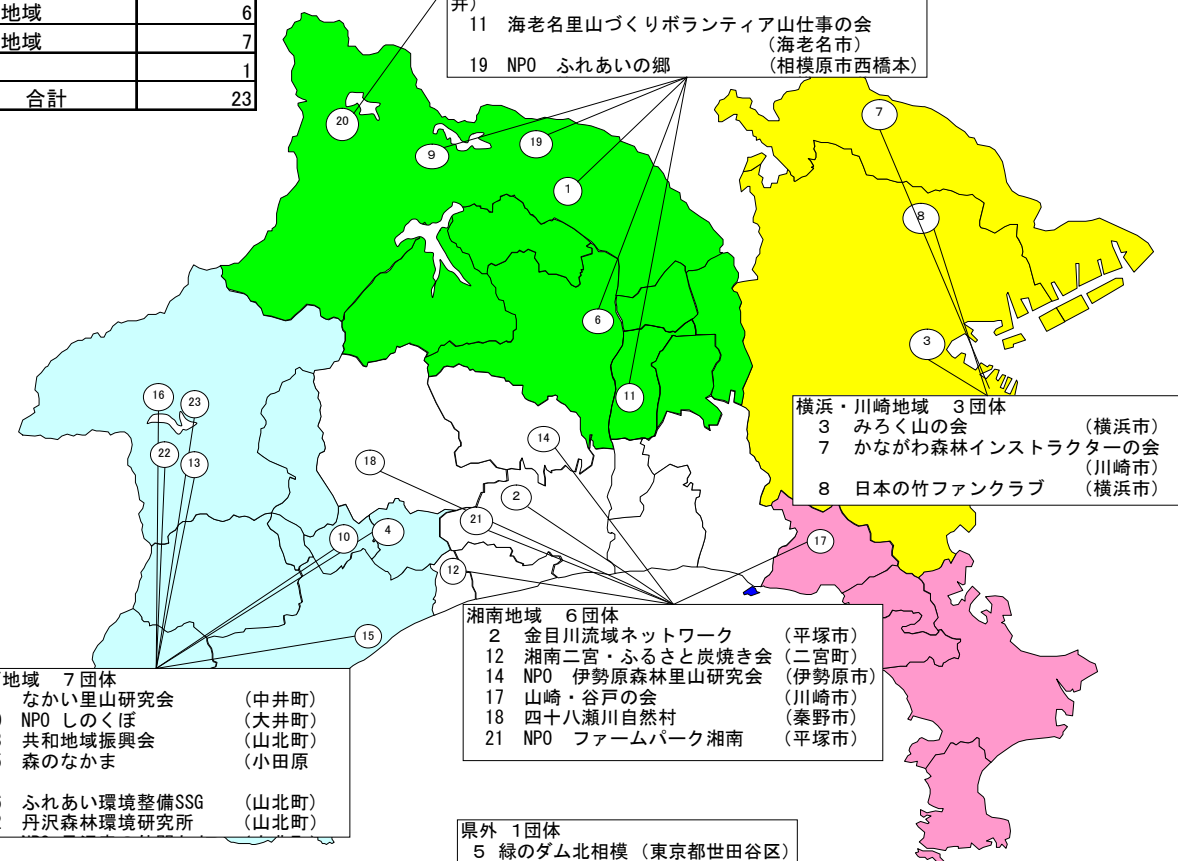 地域 6
地域 7
1
合計 23
井)
11 海老名里山づくりボランティア山仕事の会
(海老名市)
19 NPO ふれあいの郷 (相模原市西橋本)
20
9
19
1
6
11
7
8
3
16
23
22
13
18
14
2
21
10
4
12
15
17
横浜・川崎地域 3団体
3 みろく山の会 (横浜市)
7 かながわ森林インストラクターの会
(川崎市)
8 日本の竹ファンクラブ (横浜市)
湘南地域 6団体
2 金目川流域ネットワーク (平塚市)
12 湘南二宮・ふるさと炭焼き会 (二宮町)
14 NPO 伊勢原森林里山研究会 (伊勢原市)
17 山崎・谷戸の会 (川崎市)
18 四十八瀬川自然村 (秦野市)
21 NPO ファームパーク湘南 (平塚市)
地域 7団体
なかい里山研究会 (中井町)
NPO しのくぼ (大井町)
共和地域振興会 (山北町)
森のなかま (小田原
ふれあい環境整備SSG (山北町)
丹沢森林環境研究所 (山北町)
県外 1団体
5 緑のダム北相模 (東京都世田谷区)